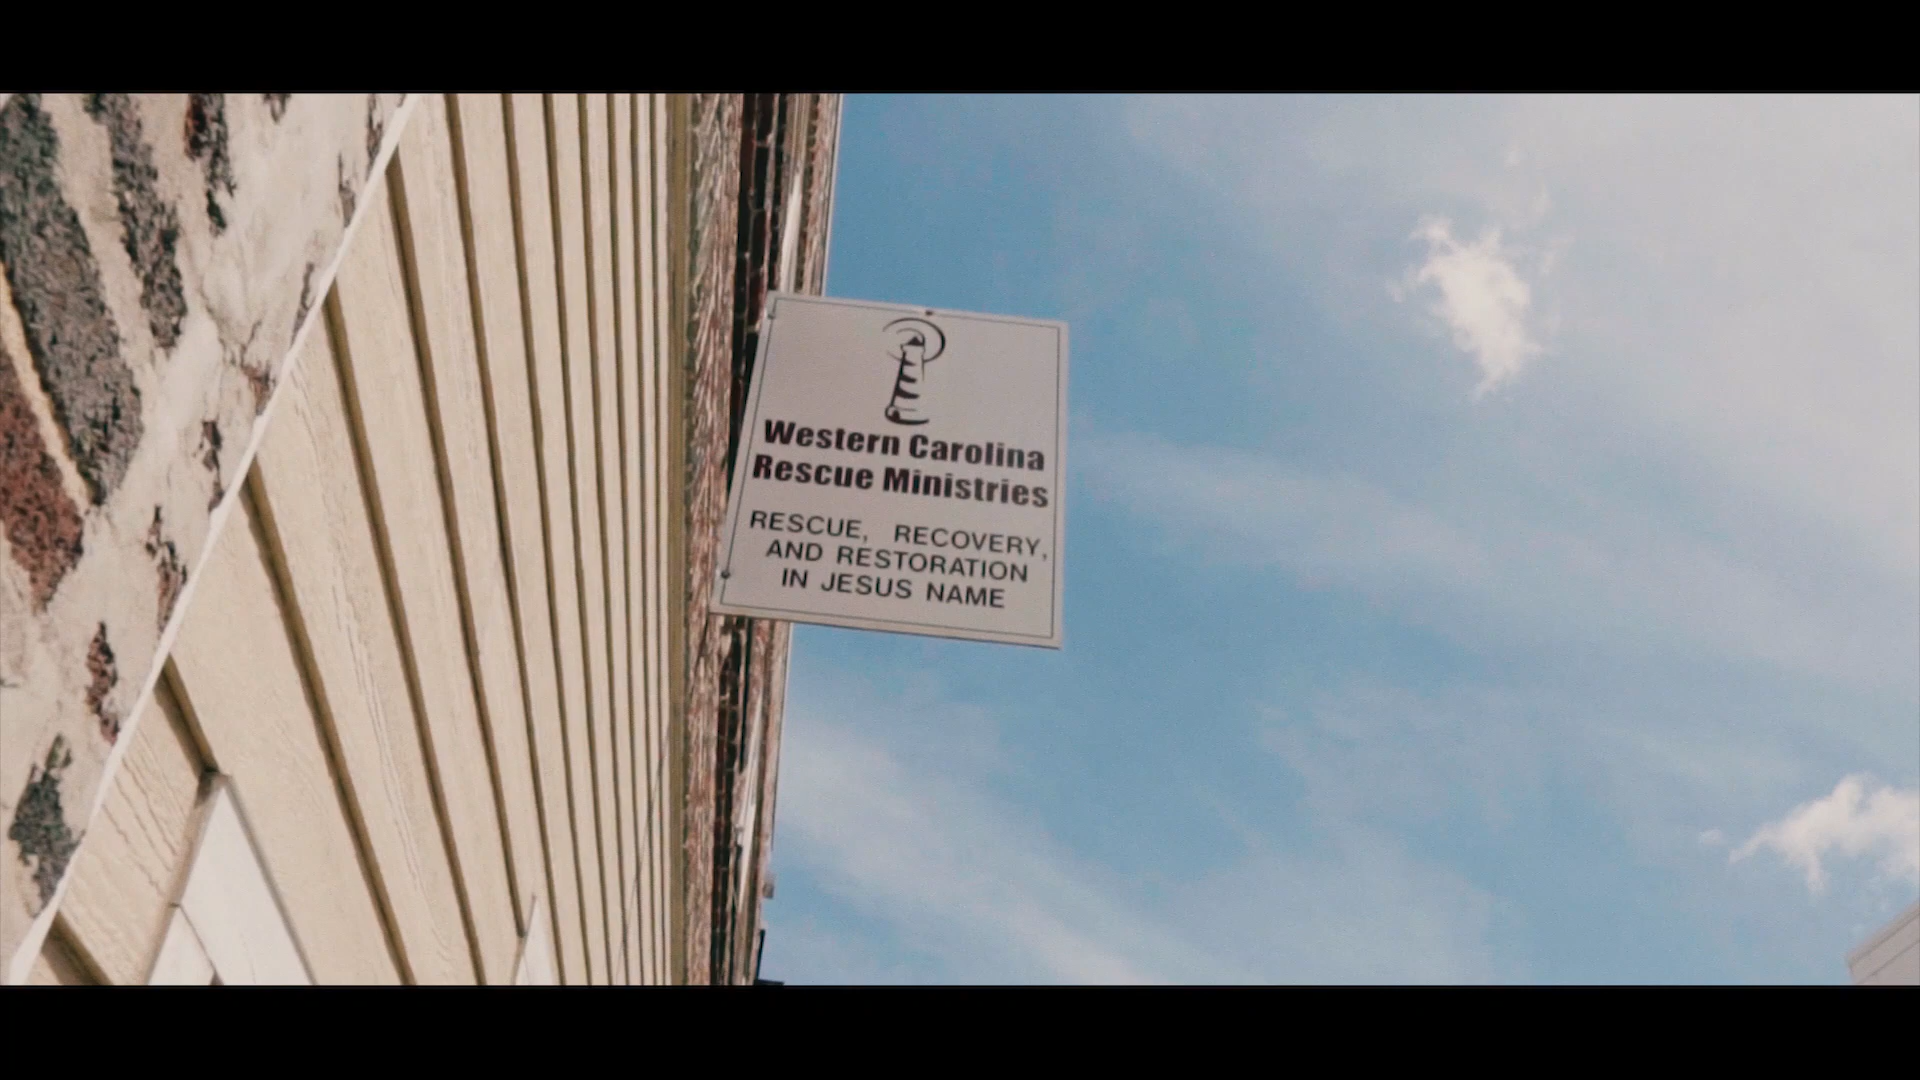 Western Carolina
Rescue Ministries
RESCUE, RECOVERY,
AND RESTORATION
IN JESUS NAME